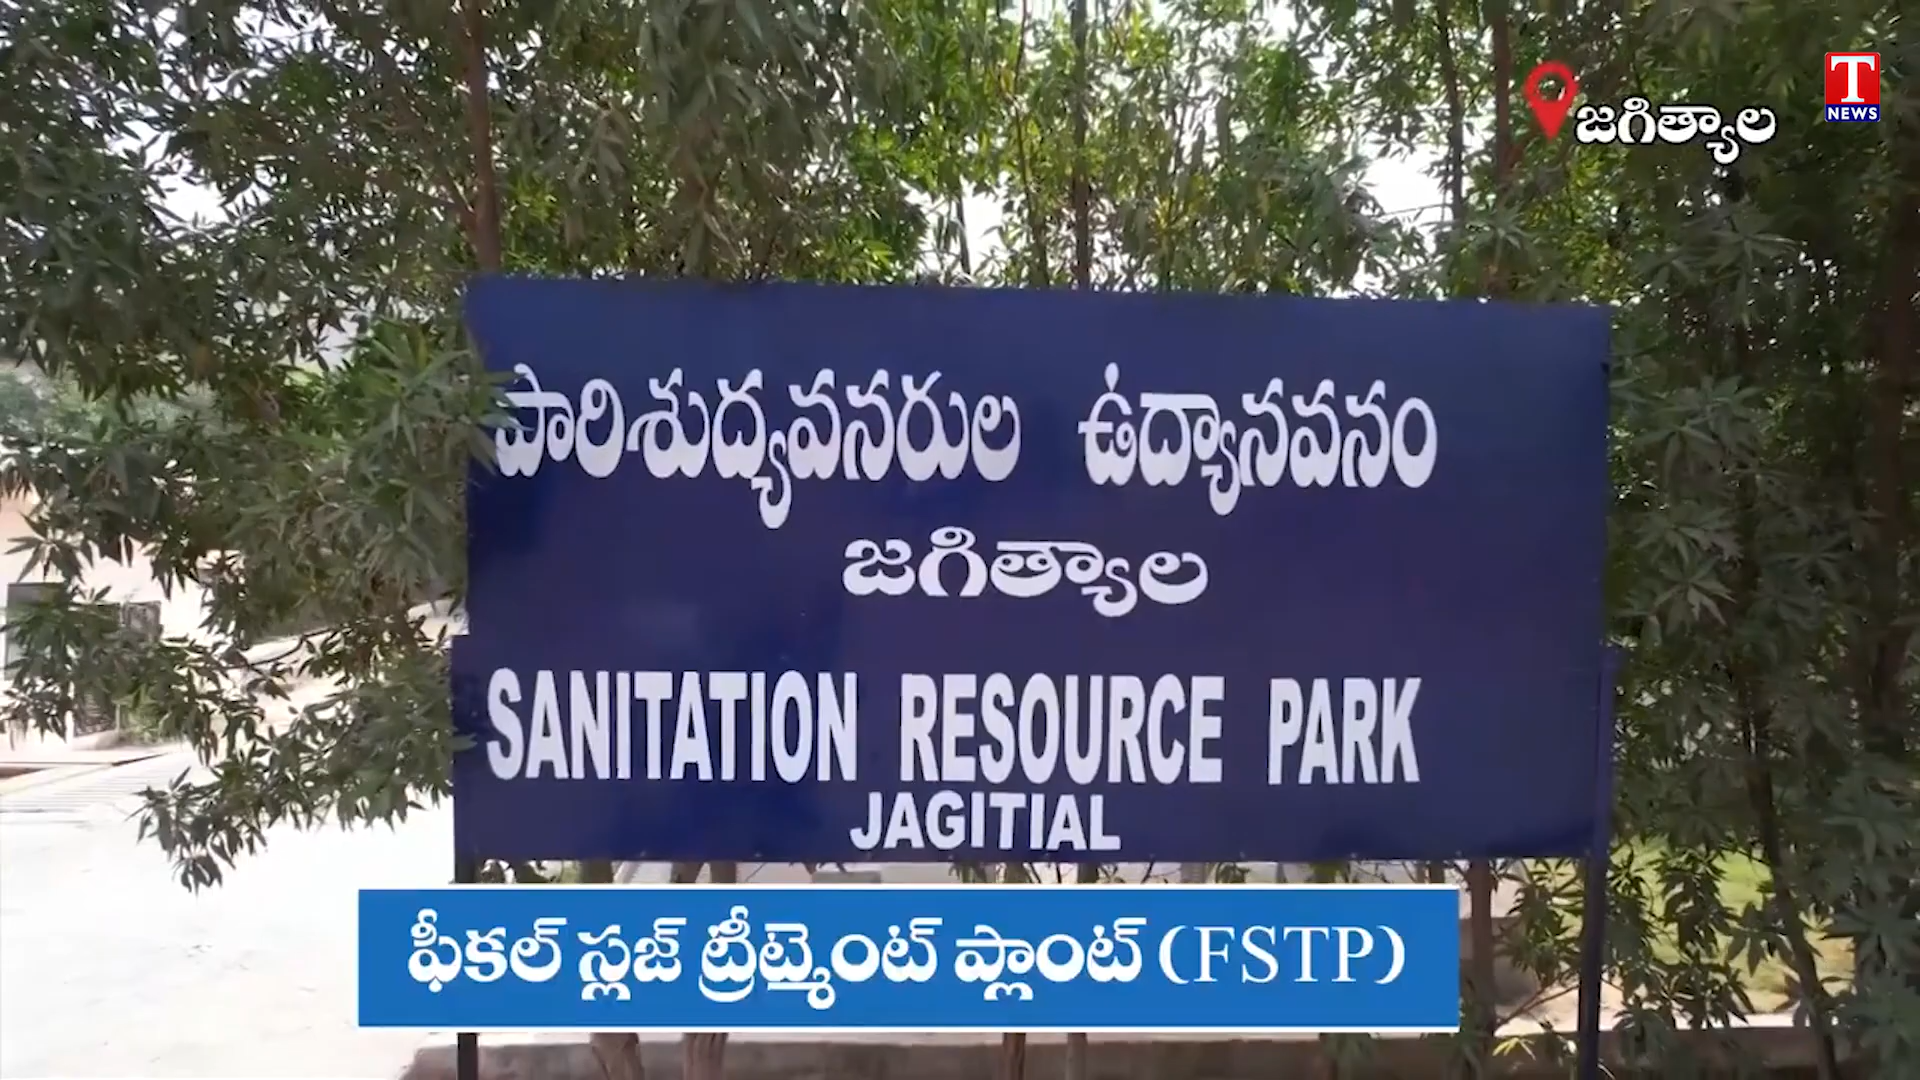 జగిత్యాల
T
NEWS
పారిశుద్యవనరుల ఉద్యానవనం
జగిత్యాల
SANITATION RESOURCE PARK
JAGITIAL
ఫీకల్ స్లజ్ ట్రీట్మెంట్ ప్లాంట్ (FSTP)